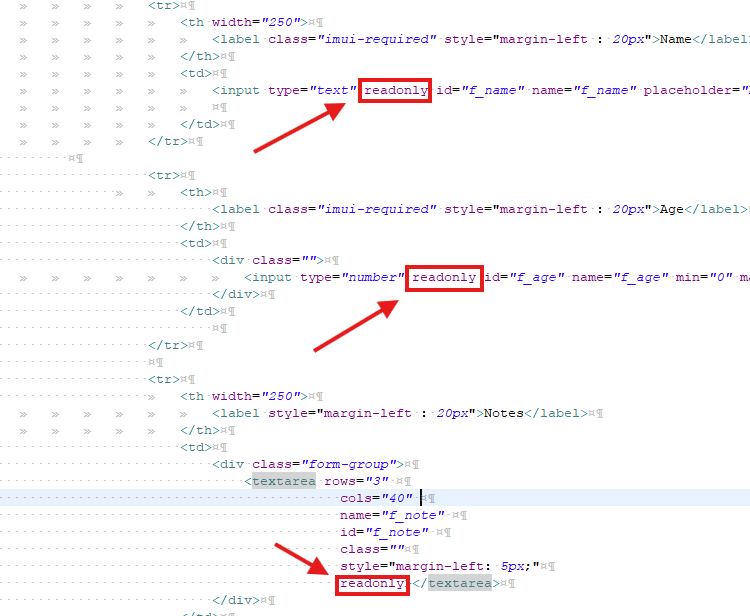 <tr>
<th width="250">
<label class="imui-required" style="margin-left : 20px">Name</label
</th>
<td>
<input type="text" readonly id="f_name" name="f_name" placeholder="
</td>
</tr>
<tr>
<th>
<label class="imui-required" style="margin-left : 20px">Age</label>
</th>
<td>
<div class="">
<input type="number" readonly id="f_age" name="f_age" min="0" ma
</div>
</td>
</tr>
<tr>
<th width="250">
<label style="margin-left : 20px">Notes</label>
</th>
<td>
<div class="form-group">
<textarea rows="3"
cols="40"
name="f_note"
id="f_note"
class=""
style="margin-left: 5px;"
readonly </textarea>
</div>